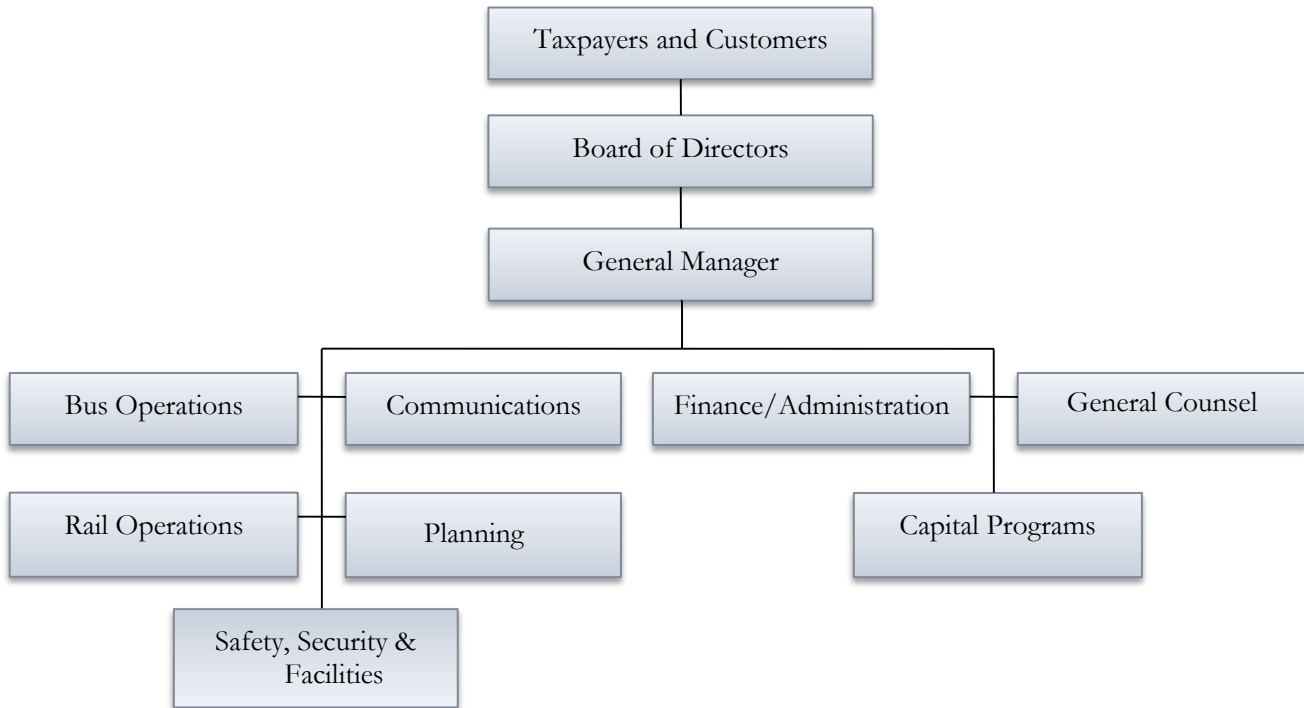 Taxpayers and Customers
Board of Directors
General Manager
Bus Operations
Communications
Finance/Administration
General Counsel
Rail Operations
Planning
Capital Programs
Safety, Security &
Facilities